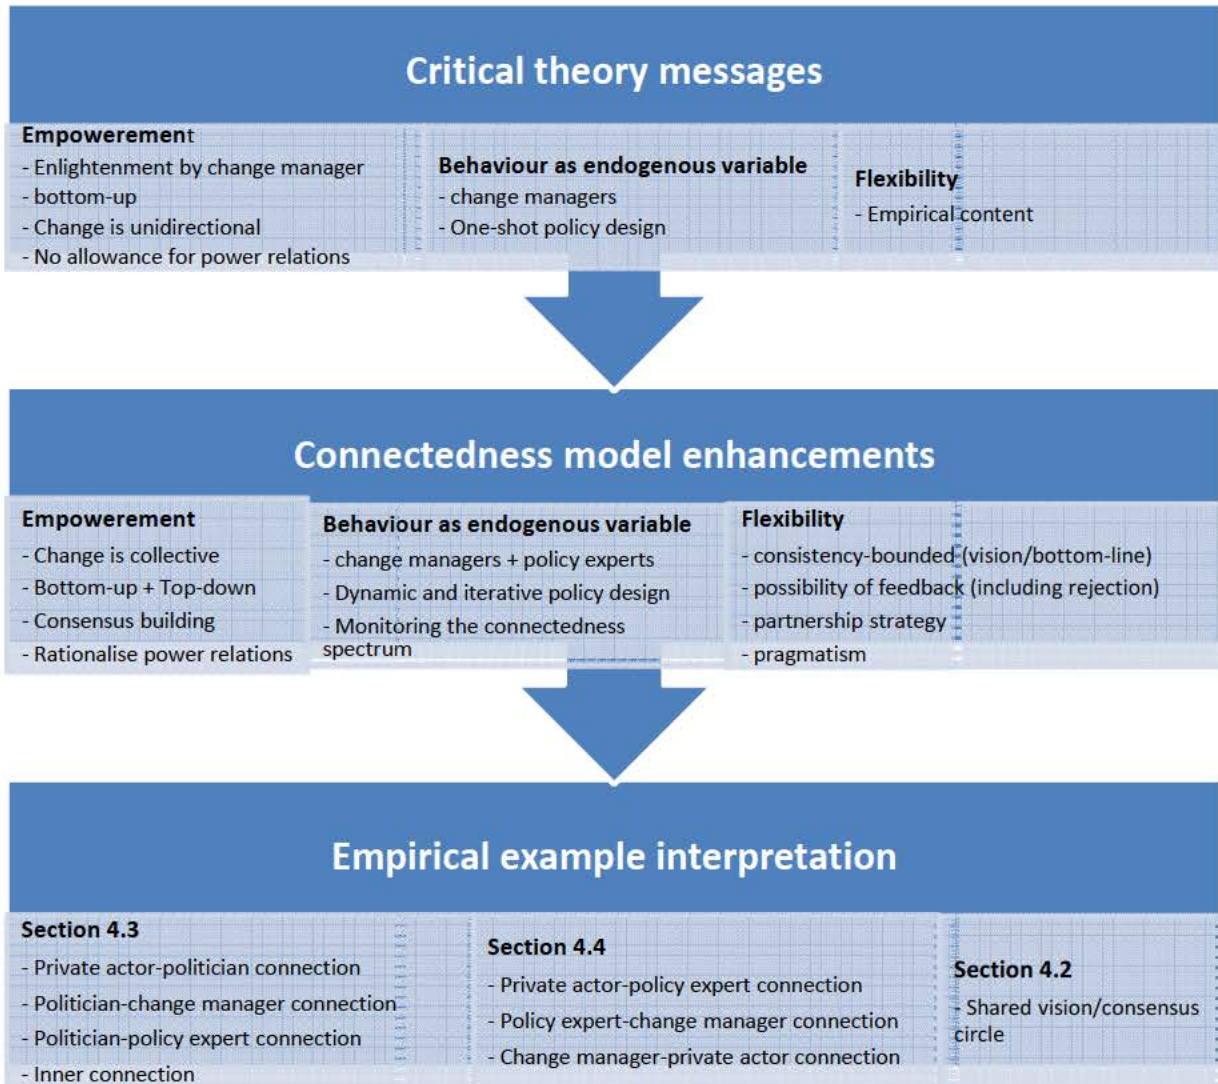 Critical theory messages
Empowerement
- Enlightenment by change manager
- bottom-up
- Change is unidirectional
- No allowance for power relations
Behaviour as endogenous variable
- change managers
- One-shot policy design
Flexibility
- Empirical content
Connectedness model enhancements
Empowerement
- Change is collective
- Bottom-up + Top-down
- Consensus building
- Rationalise power relations
Behaviour as endogenous variable
- change managers + policy experts
- Dynamic and iterative policy design
- Monitoring the connectedness
spectrum
Flexibility
- consistency-bounded (vision/bottom-line)
- possibility of feedback (including rejection)
- partnership strategy
- pragmatism
Empirical example interpretation
Section 4.3
- Private actor-politician connection
- Politician-change manager connection
- Politician-policy expert connection
- Inner connection
Section 4.4
- Private actor-policy expert connection
- Policy expert-change manager connection
- Change manager-private actor connection
Section 4.2
- Shared vision/consensus
circle